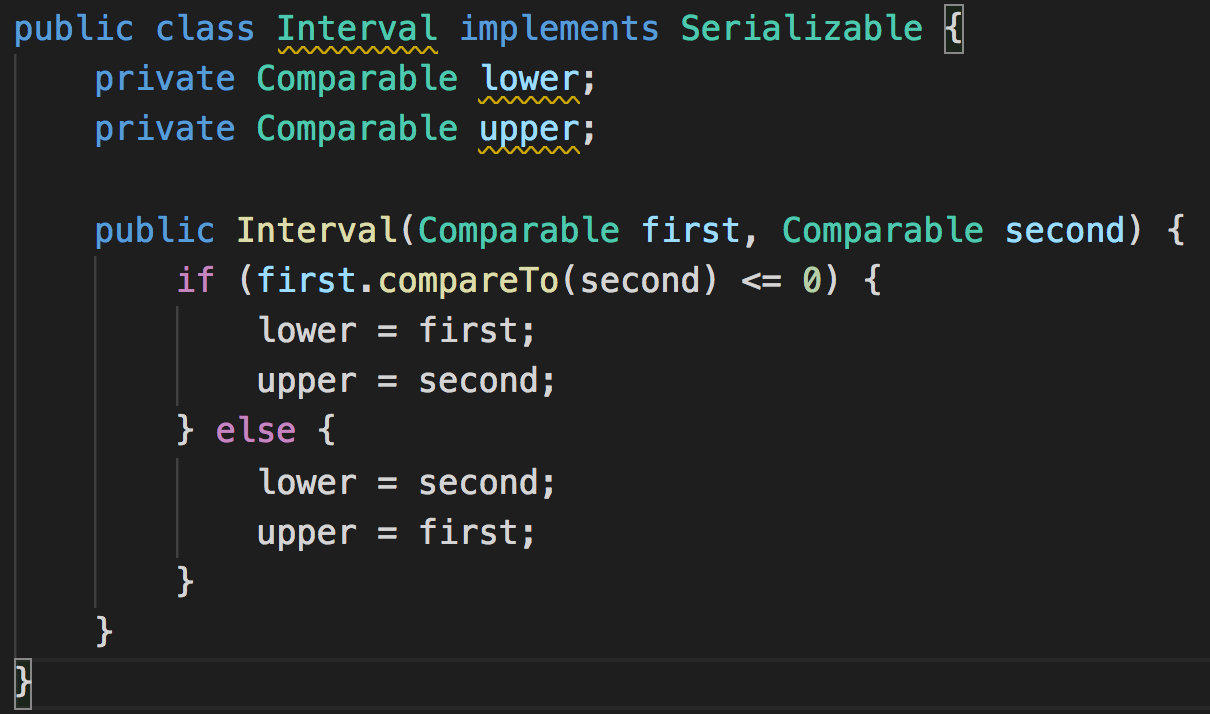 public class Interval implements Serializable {
    private Comparable lower;
    private Comparable upper;

    public Interval(Comparable first, Comparable second) {
        if (first.compareTo(second) <= 0) {
            lower = first;
            upper = second;
        } else {
            lower = second;
            upper = first;
        }
    }
}